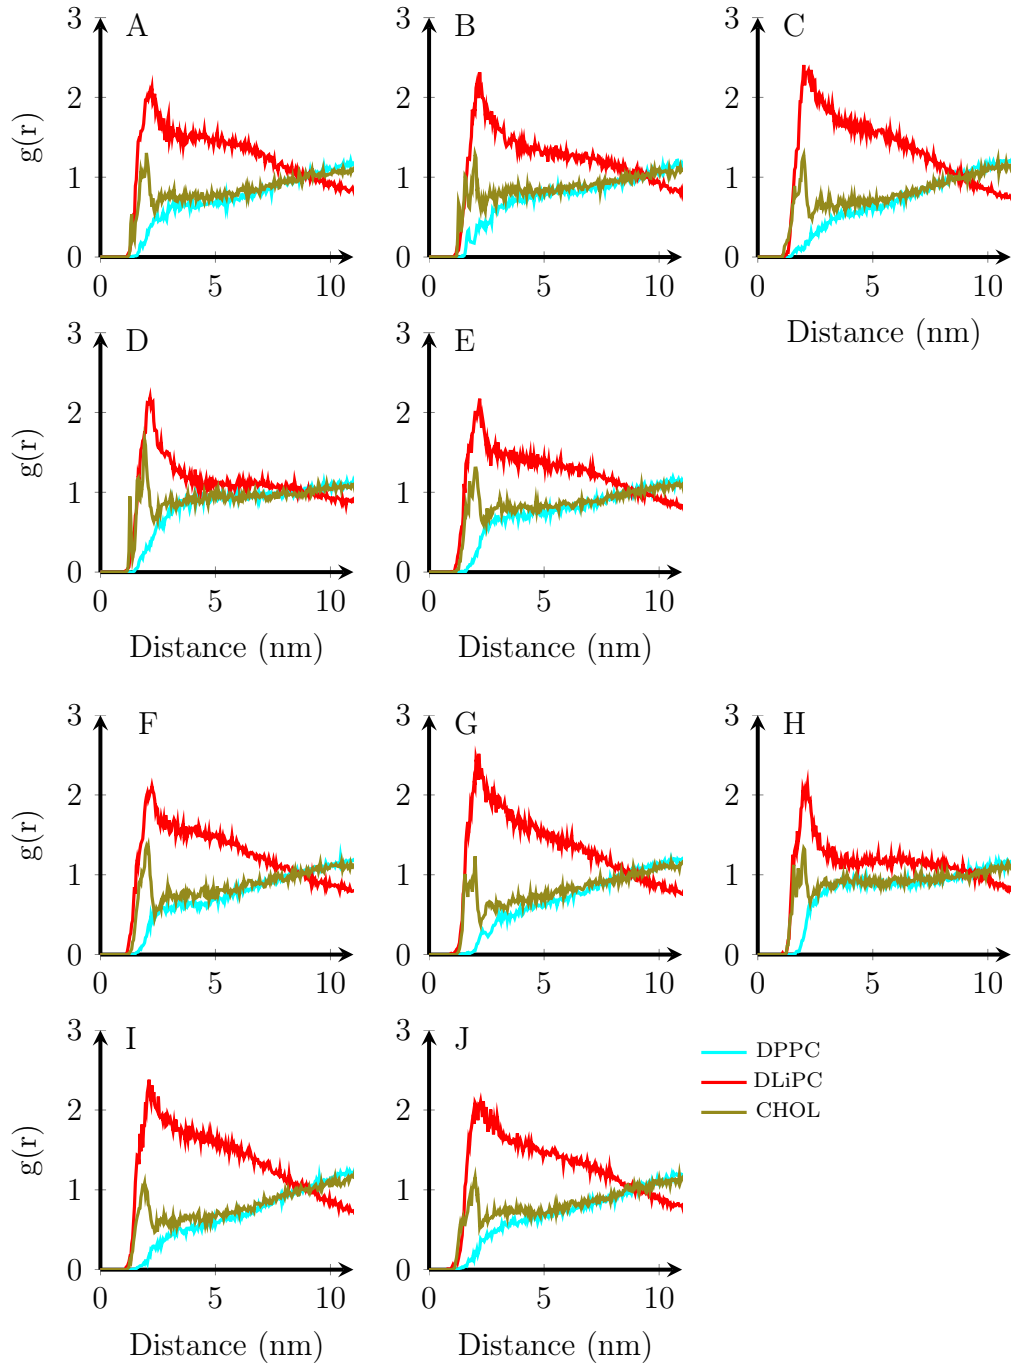 3 A 3 B 3 C
2 2 2
1 1 1
0 0 0
g(r)
0 5 10 0 5 10 0 5 10
Distance (nm)
3 D 3 E
2 2
1 1
0 0
g(r)
0 5 10 0 5 10
Distance (nm) Distance (nm)
3 F 3 G 3 H
2 2 2
1 1 1
0 0 0
g(r)
0 5 10 0 5 10 0 5 10
3 I 3 J
2 2
1 1
0 0
g(r)
0 5 10 0 5 10
Distance (nm) Distance (nm)
DPPC
DLiPC
CHOL